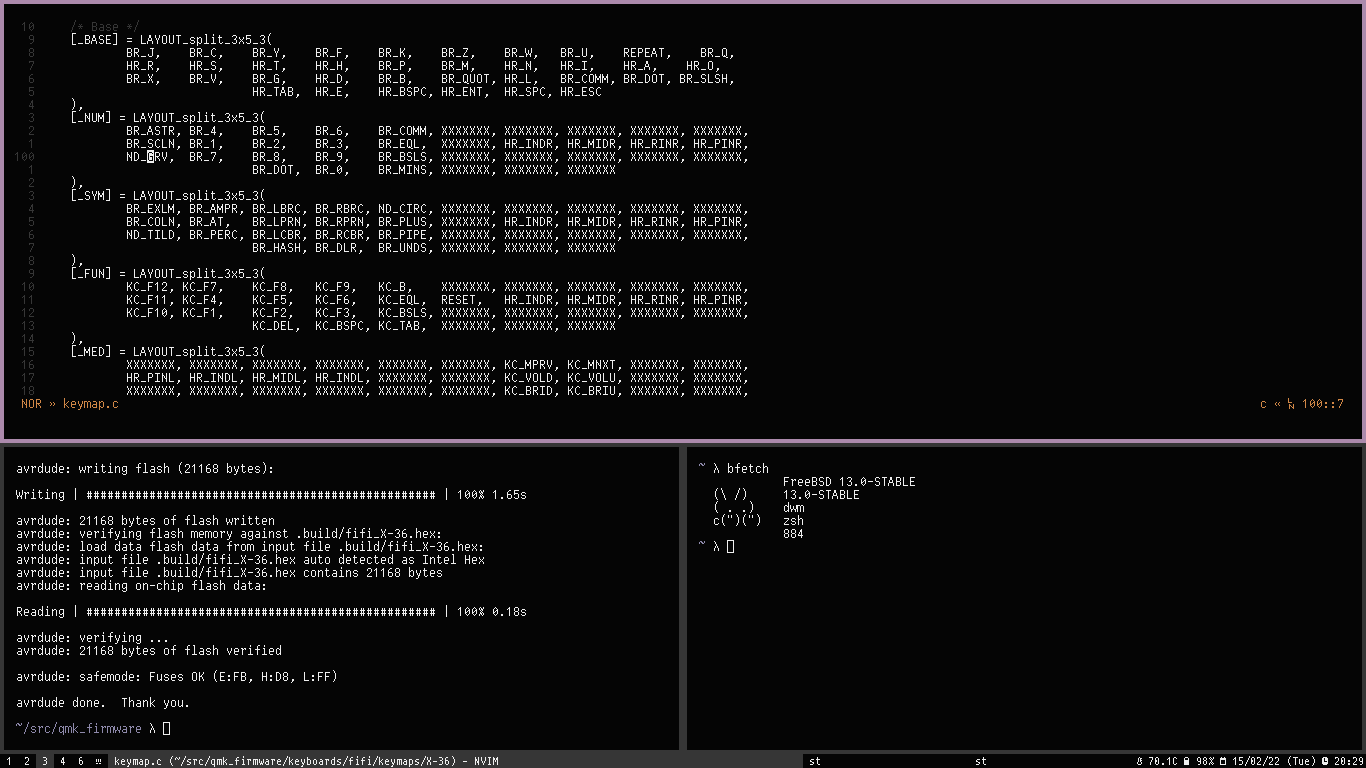 10 /* Base */
9 [_BASE] = LAYOUT_split_3x5_3(
8 BR_J, BR_C, BR_Y, BR_F, BR_K, BR_Z, BR_W, BR_U, REPEAT, BR_Q,
7 HR_R, HR_S, HR_T, HR_H, BR_P, BR_M, HR_N, HR_I, HR_A, HR_O,
6 BR_X, BR_V, BR_G, HR_D, BR_B, BR_QUOT, HR_L, BR_COMM, BR_DOT, BR_SLSH,
5 HR_TAB, HR_E, HR_BSPC, HR_ENT, HR_SPC, HR_ESC
4 ),
3 [_NUM] = LAYOUT_split_3x5_3(
2 BR_ASTR, BR_4, BR_5, BR_6, BR_COMM, XXXXXXX, XXXXXXX, XXXXXXX, XXXXXXX, XXXXXXX,
1 BR_SCLN, BR_1, BR_2, BR_3, BR_EQL, XXXXXXX, HR_INDR, HR_MIDR, HR_RINR, HR_PINR,
100 ND_GRV, BR_7, BR_8, BR_9, BR_BSLS, XXXXXXX, XXXXXXX, XXXXXXX, XXXXXXX, XXXXXXX,
1 BR_DOT, BR_0, BR_MINS, XXXXXXX, XXXXXXX, XXXXXXX
2 ),
3 [_SYM] = LAYOUT_split_3x5_3(
4 BR_EXLM, BR_AMPR, BR_LBRC, BR_RBRC, ND_CIRC, XXXXXXX, XXXXXXX, XXXXXXX, XXXXXXX, XXXXXXX,
5 BR_COLN, BR_AT, BR_LPRN, BR_RPRN, BR_PLUS, XXXXXXX, HR_INDR, HR_MIDR, HR_RINR, HR_PINR,
6 ND_TILD, BR_PERC, BR_LCBR, BR_RCBR, BR_PIPE, XXXXXXX, XXXXXXX, XXXXXXX, XXXXXXX, XXXXXXX,
7 BR_HASH, BR_DLR, BR_UNDS, XXXXXXX, XXXXXXX, XXXXXXX
8 ),
9 [_FUN] = LAYOUT_split_3x5_3(
10 KC_F12, KC_F7, KC_F8, KC_F9, KC_B, XXXXXXX, XXXXXXX, XXXXXXX, XXXXXXX, XXXXXXX,
11 KC_F11, KC_F4, KC_F5, KC_F6, KC_EQL, RESET, HR_INDR, HR_MIDR, HR_RINR, HR_PINR,
12 KC_F10, KC_F1, KC_F2, KC_F3, KC_BSLS, XXXXXXX, XXXXXXX, XXXXXXX, XXXXXXX, XXXXXXX,
13 KC_DEL, KC_BSPC, KC_TAB, XXXXXXX, XXXXXXX, XXXXXXX
14 ),
15 [_MED] = LAYOUT_split_3x5_3(
16 XXXXXXX, XXXXXXX, XXXXXXX, XXXXXXX, XXXXXXX, XXXXXXX, KC_MPRV, KC_MNXT, XXXXXXX, XXXXXXX,
17 HR_PINL, HR_INDL, HR_MIDL, HR_INDL, XXXXXXX, XXXXXXX, KC_VOLD, KC_VOLU, XXXXXXX, XXXXXXX,
18 XXXXXXX, XXXXXXX, XXXXXXX, XXXXXXX, XXXXXXX, XXXXXXX, KC_BRID, KC_BRIU, XXXXXXX, XXXXXXX,
NOR » keymap.c c « LN 100::7
avrdude: writing flash (21168 bytes):
Writing | ################################################## | 100% 1.65s
avrdude: 21168 bytes of flash written
avrdude: verifying flash memory against .build/fifi_X-36.hex:
avrdude: load data flash data from input file .build/fifi_X-36.hex:
avrdude: input file .build/fifi_X-36.hex auto detected as Intel Hex
avrdude: input file .build/fifi_X-36.hex contains 21168 bytes
avrdude: reading on-chip flash data:
Reading | ################################################## | 100% 0.18s
avrdude: verifying ...
avrdude: 21168 bytes of flash verified
avrdude: safemode: Fuses OK (E:FB, H:D8, L:FF)
avrdude done.  Thank you.
~/src/qmk_firmware λ
~ λ bfetch
FreeBSD 13.0-STABLE
(\ /) 13.0-STABLE
( . .) dwm
c(")(") zsh
884
~ λ
1 2 3 4 6 keymap.c (~/src/qmk_firmware/keyboards/fifi/keymaps/X-36) - NVIM st st 70.1C 98% 15/02/22 (Tue) 20:29